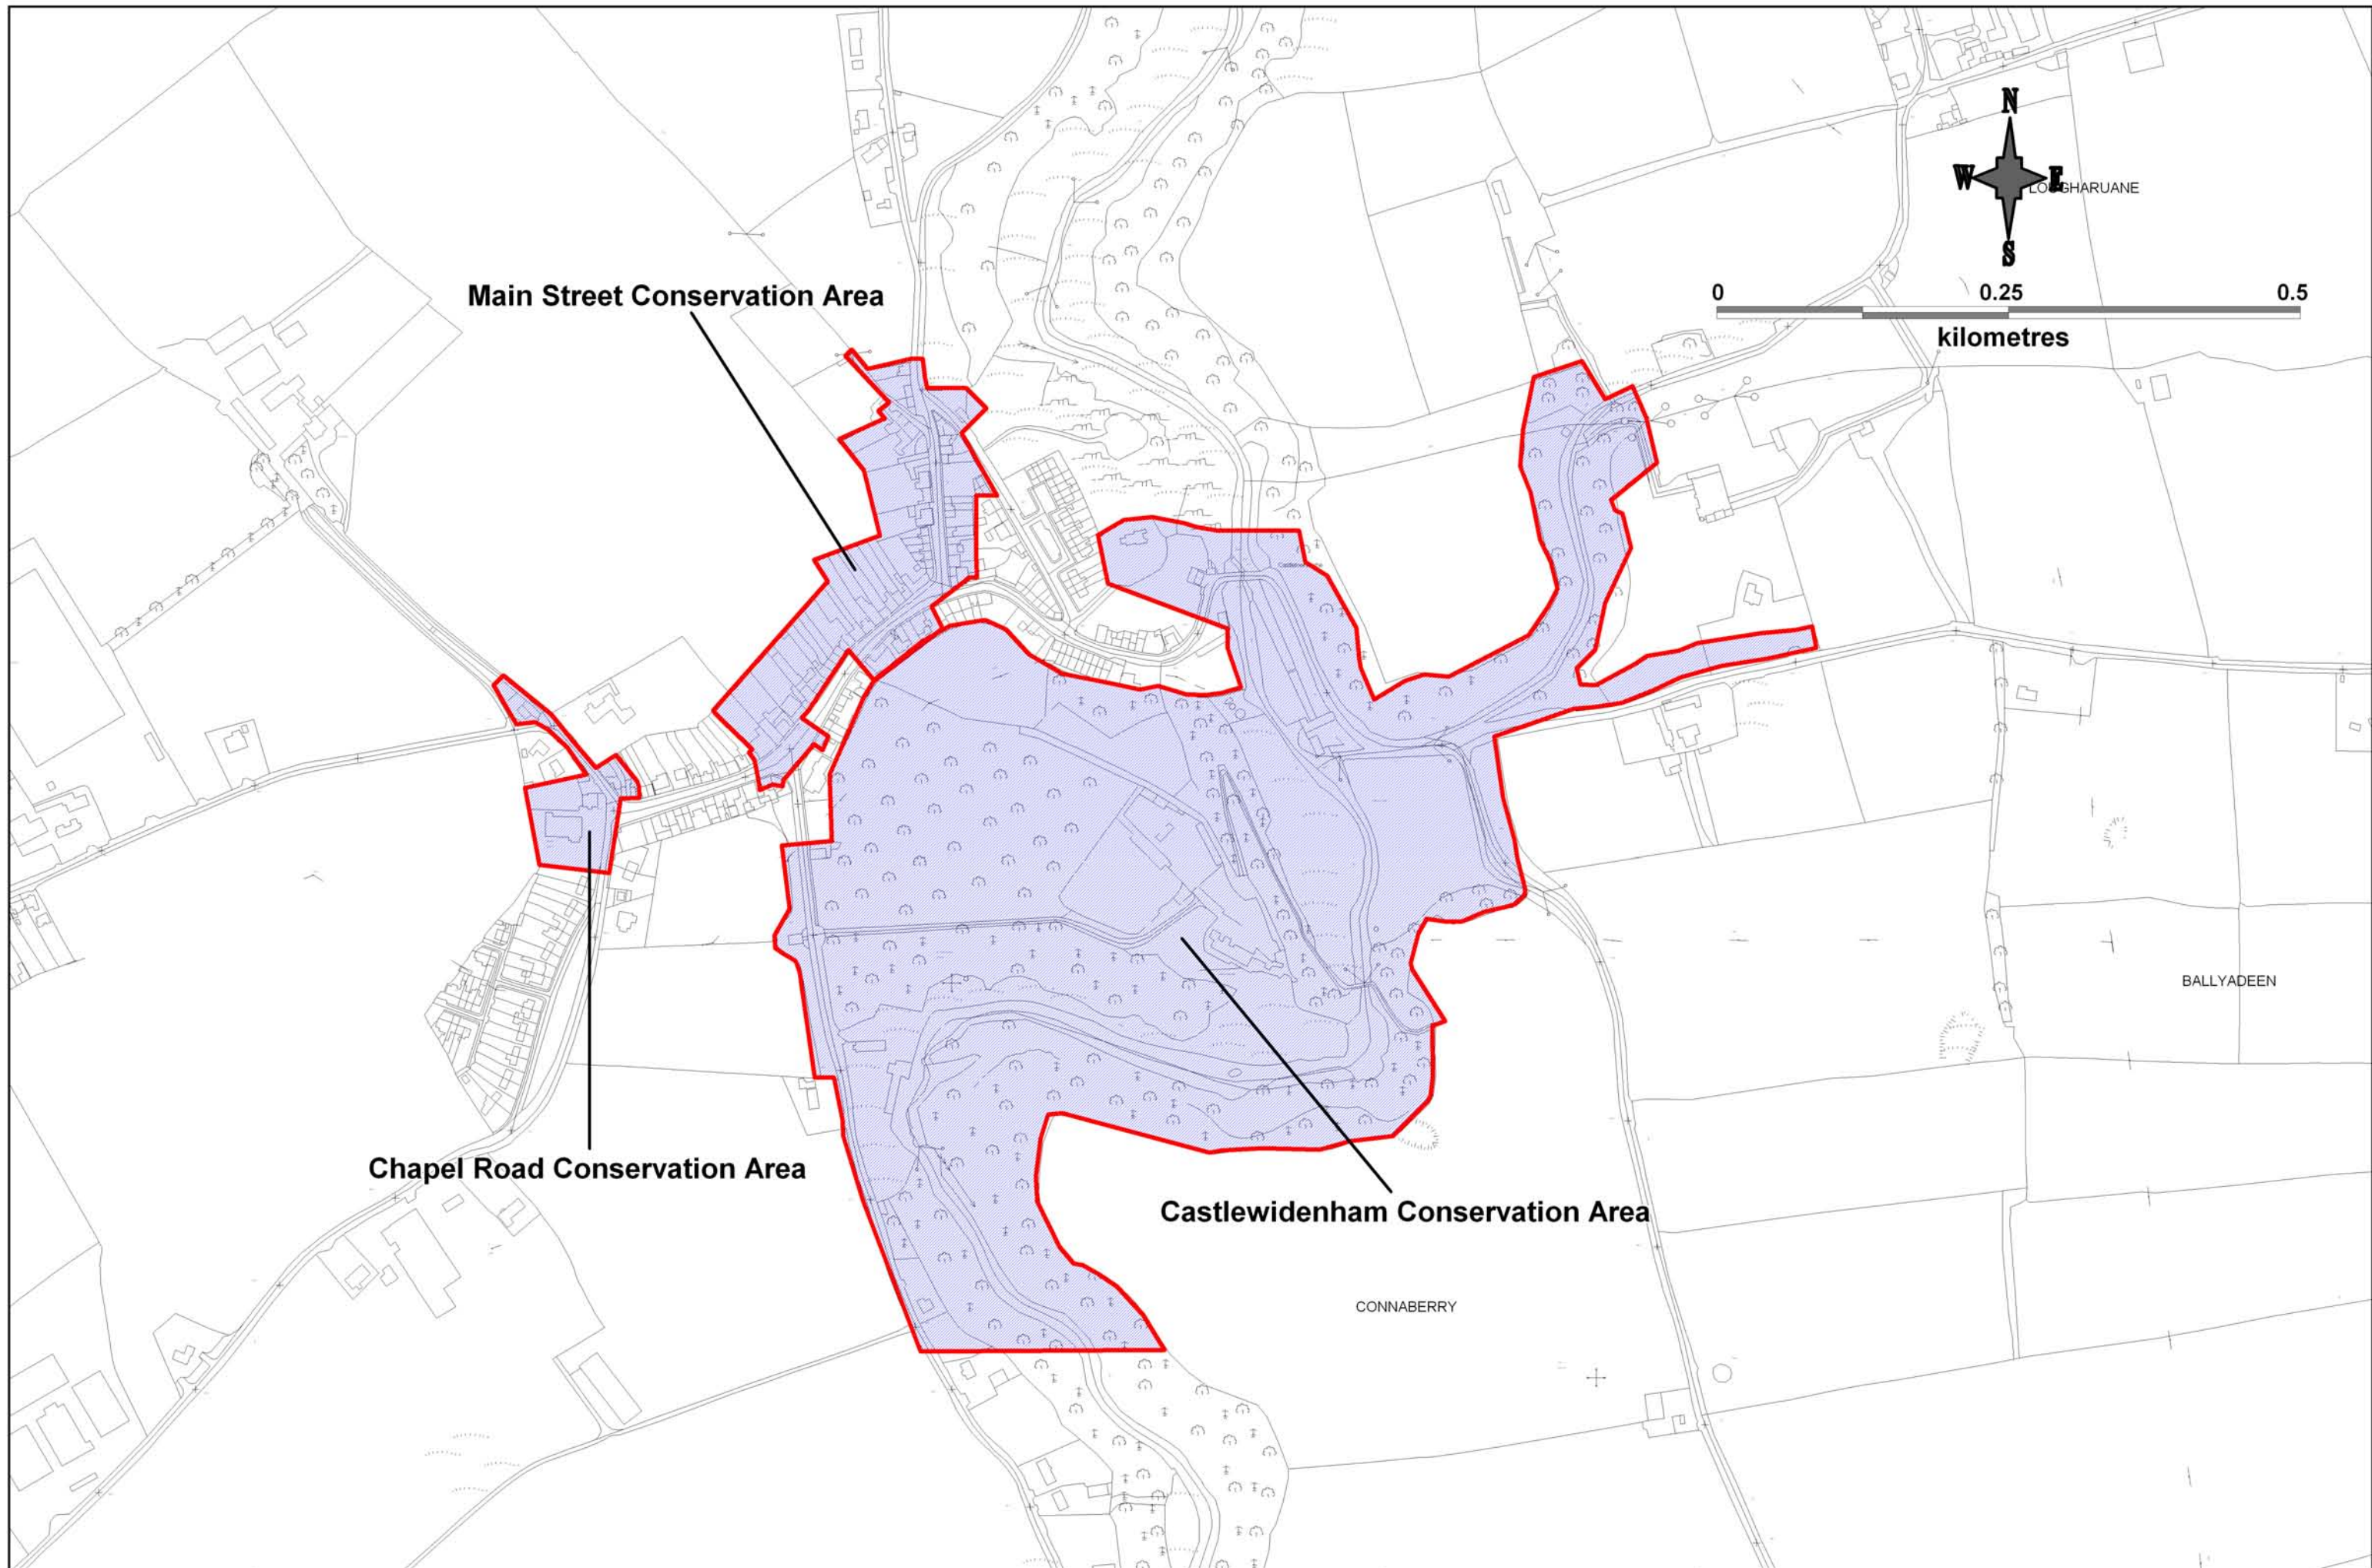 N
W E
LOUGHARUANE
S
Main Street Conservation Area
0 0.25 0.5
kilometres
BALLYADEEN
Chapel Road Conservation Area
Castlewidenham Conservation Area
CONNABERRY